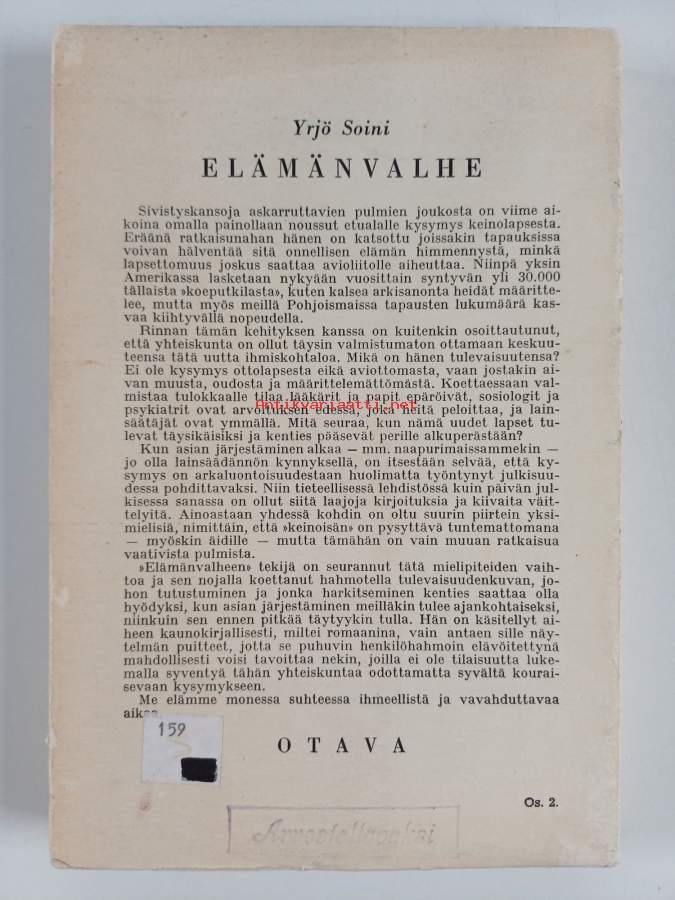 Yrjö Soini
ELÄMÄNVALHE
Sivistyskansoja askarruttavien pulmien joukosta on viime ai-
koina omalla painollaan noussut etualalle kysymys keinolapsesta.
Eräänä ratkaisunahan hänen on katsottu joissakin tapauksissa
voivan hälventää sitä onnellisen elämän himmennystä, minkä
lapsettomuus joskus saattaa avioliitolle aiheuttaa. Niinpä yksin
Amerikassa lasketaan nykyään vuosittain syntyvän yli 30.000
tällaista »koeputkilasta», kuten kalsea arkisanonta heidät määritte-
lee, mutta myös meillä Pohjoismaissa tapausten lukumäärä kas-
vaa kiihtyvällä nopeudella.
Rinnan tämän kehityksen kanssa on kuitenkin osoittautunut,
että yhteiskunta on ollut täysin valmistumaton ottamaan keskuu-
teensa tätä uutta ihmiskohtaloa. Mikä on hänen tulevaisuutensa?
Ei ole kysymys ottolapsesta eikä aviottomasta, vaan jostakin ai-
van muusta, oudosta ja määrittelemättömästä. Koettaessaan val-
mistaa tulokkaalle tilaa lääkärit ja papit epäröivät, sosiologit ja
Antikvariaatti.net
psykiatrit ovat arvoituksen edessä, joka heitä peloittaa, ja lain-
säätäjät ovat ymmällä. Mitä seuraa, kun nämä uudet lapset tu-
levat täysikäisiksi ja kenties pääsevät perille alkuperästään?
Kun asian järjestäminen alkaa — mm. naapurimaissammekin —
jo olla lainsäädännön kynnyksellä, on itsestään selvää, että ky-
symys on arkaluontoisuudestaan huolimatta työntynyt julkisuu-
dessa pohdittavaksi. Niin tieteellisessä lehdistössä kuin päivän jul-
kisessa sanassa on ollut siitä laajoja kirjoituksia ja kiivaita väit-
telyitä. Ainoastaan yhdessä kohdin on oltu suurin piirtein yksi-
mielisiä, nimittäin, että »keinoisän» on pysyttävä tuntemattomana
— myöskin äidille — mutta tämähän on vain muuan ratkaisua
vaativista pulmista.
»Elämänvalheen» tekijä on seurannut tätä mielipiteiden vaih-
toa ja sen nojalla koettanut hahmotella tulevaisuudenkuvan, jo-
hon tutustuminen ja jonka harkitseminen kenties saattaa olla
hyödyksi, kun asian järjestäminen meilläkin tulee ajankohtaiseksi,
niinkuin sen ennen pitkää täytyykin tulla. Hän on käsitellyt ai-
heen kaunokirjallisesti, miltei romaanina, vain antaen sille näy-
telmän puitteet, jotta se puhuvin henkilöhahmoin elävöitettynä
mahdollisesti voisi tavoittaa nekin, joilla ei ole tilaisuutta luke-
malla syventyä tähän yhteiskuntaa odottamatta syvältä kourai-
sevaan kysymykseen.
Me elämme monessa suhteessa ihmeellistä ja vavahduttavaa
aikaa.
159
OTAVA
Os. 2.
Arvosteltavaksi